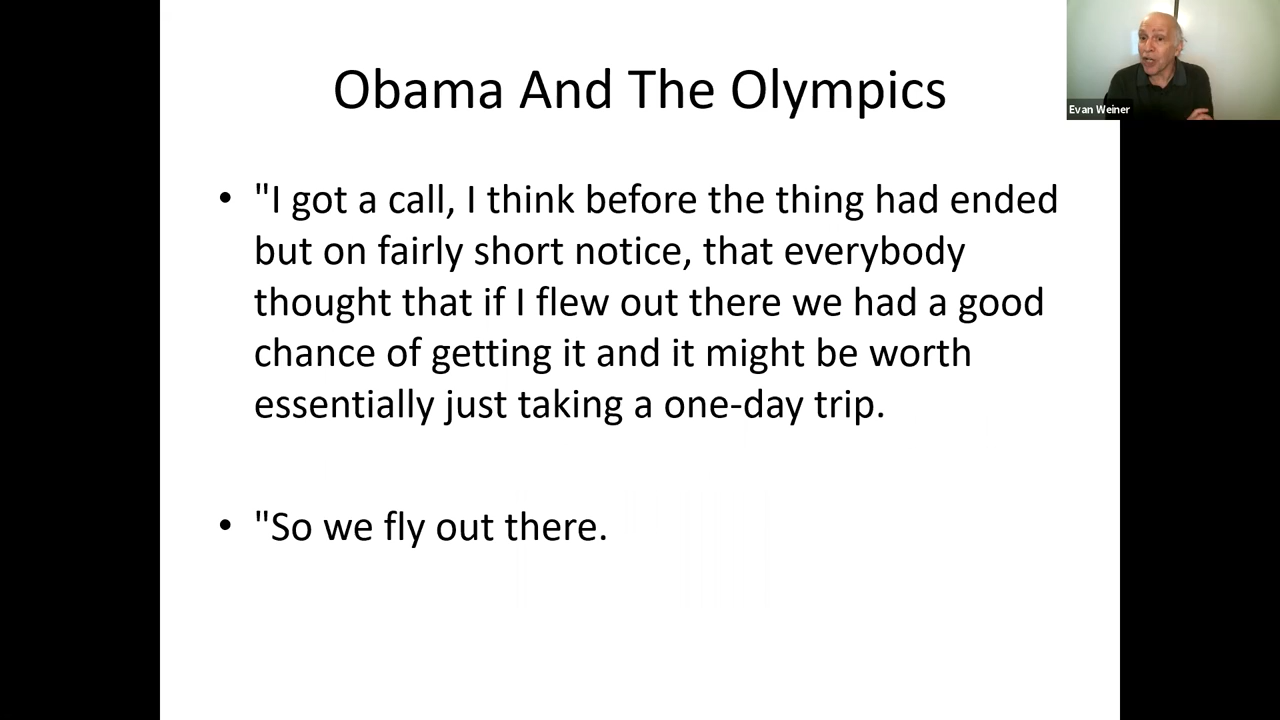 Obama And The Olympics
Evan Weiner
• "I got a call, I think before the thing had ended
but on fairly short notice, that everybody
thought that if I flew out there we had a good
chance of getting it and it might be worth
essentially just taking a one-day trip.
• "So we fly out there.